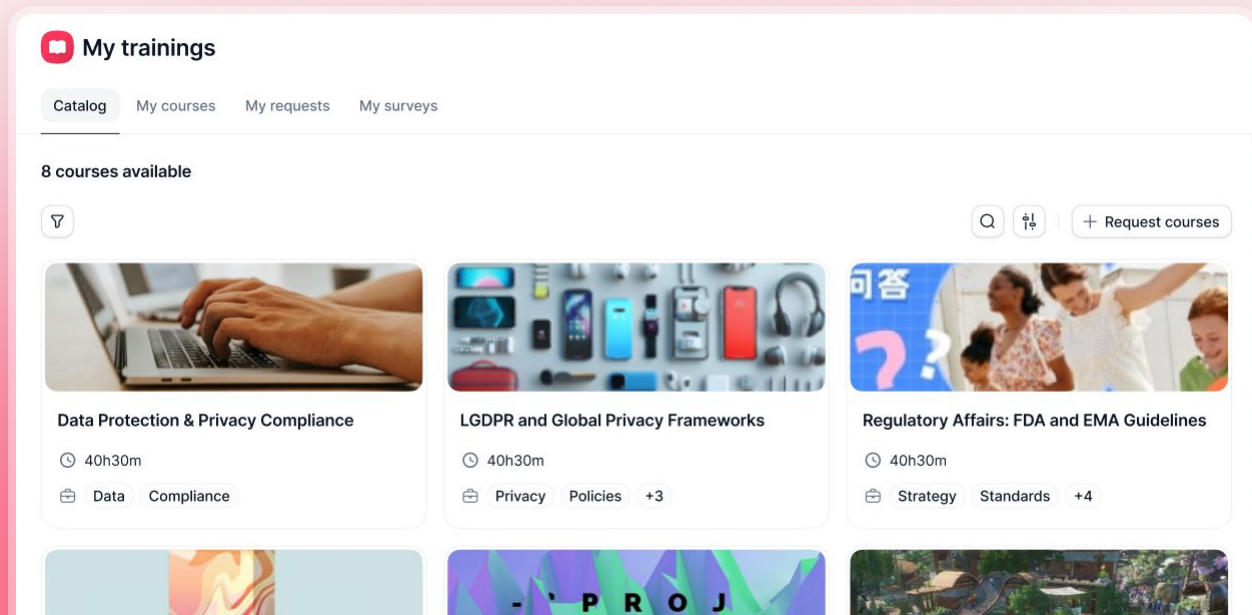 My trainings
Catalog My courses My requests My surveys
8 courses available
Request courses
问答
?
?
Data Protection & Privacy Compliance
LGDPR and Global Privacy Frameworks
Regulatory Affairs: FDA and EMA Guidelines
40h30m
40h30m
40h30m
Data Compliance
Privacy Policies +3
Strategy Standards +4
PROJ